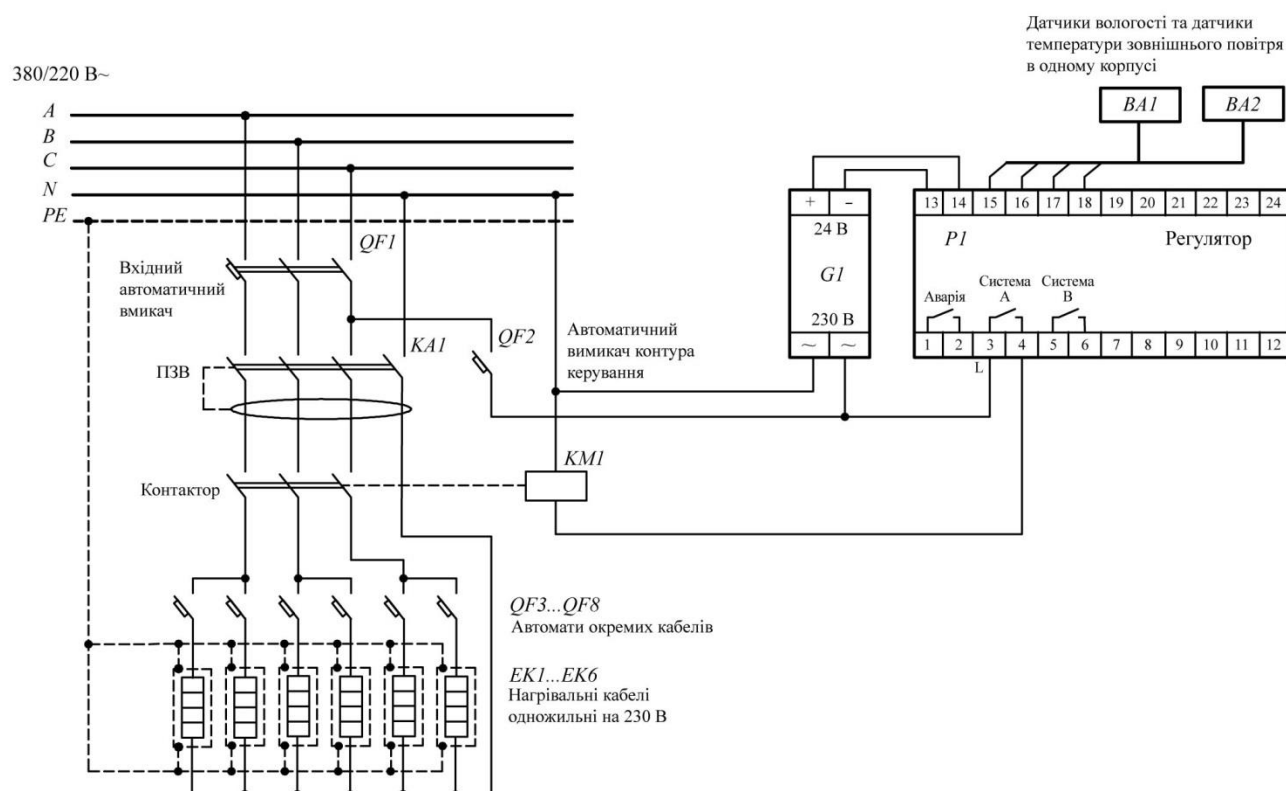 Датчики вологості та датчики
температури зовнішнього повітря
в одному корпусі
380/220 В~
BA1
BA2
A
B
C
N
PE
+
–
24 В
G1
230 В
~
~
13
14
15
16
17
18
19
20
21
22
23
24
P1
Регулятор
Аварія
Система
А
Система
В
1
2
3
4
5
6
7
8
9
10
11
12
L
QF1
Вхідний
автоматичний
вмикач
KA1
QF2
Автоматичний
вимикач контура
керування
ПЗВ
KM1
Контактор
QF3...QF8
Автомати окремих кабелів
EK1...EK6
Нагрівальні кабелі
одножильні на 230 В